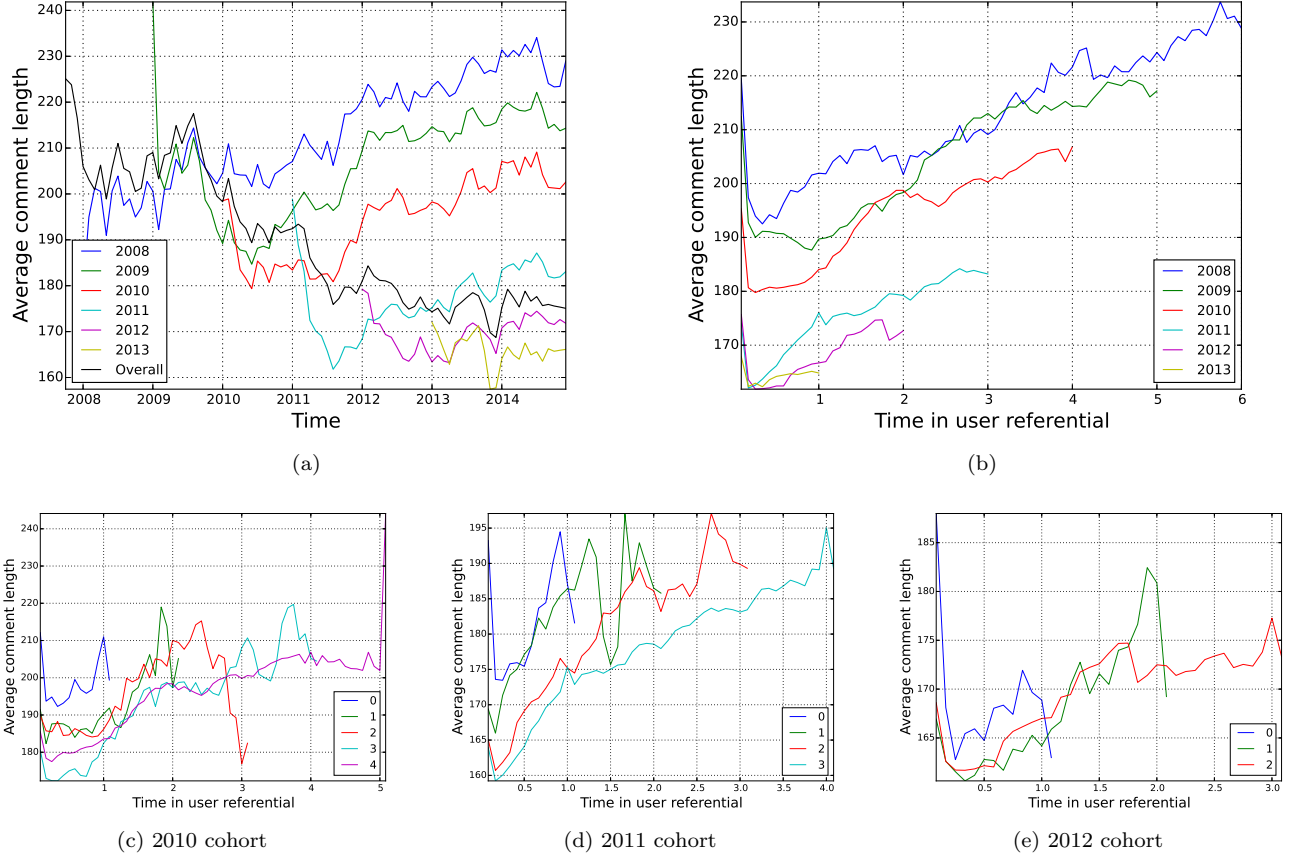 240
230
220
210
200
190
180
170
160
Average comment length
2008
2009
2010
2011
2012
2013
Overall
2008 2009 2010 2011 2012 2013 2014
Time
(a)
230
220
210
200
190
180
170
Average comment length
2008
2009
2010
2011
2012
2013
1 2 3 4 5 6
Time in user referential
(b)
240
230
220
210
200
190
180
Average comment length
0
1
2
3
4
1 2 3 4 5
Time in user referential
(c) 2010 cohort
195
190
185
180
175
170
165
160
Average comment length
0
1
2
3
0.5 1.0 1.5 2.0 2.5 3.0 3.5 4.0
Time in user referential
(d) 2011 cohort
185
180
175
170
165
Average comment length
0
1
2
0.5 1.0 1.5 2.0 2.5 3.0
Time in user referential
(e) 2012 cohort